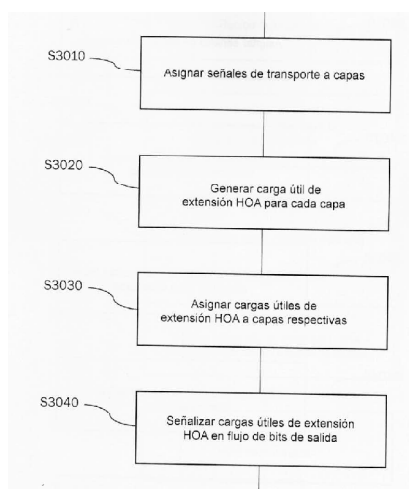 S3010
Asignar señales de transporte a capas
S3020
Generar carga útil de
extensión HOA para cada capa
S3030
Asignar cargas útiles de
extensión HOA a capas respectivas
S3040
Señalizar cargas útiles de extensión
HOA en flujo de bits de salida